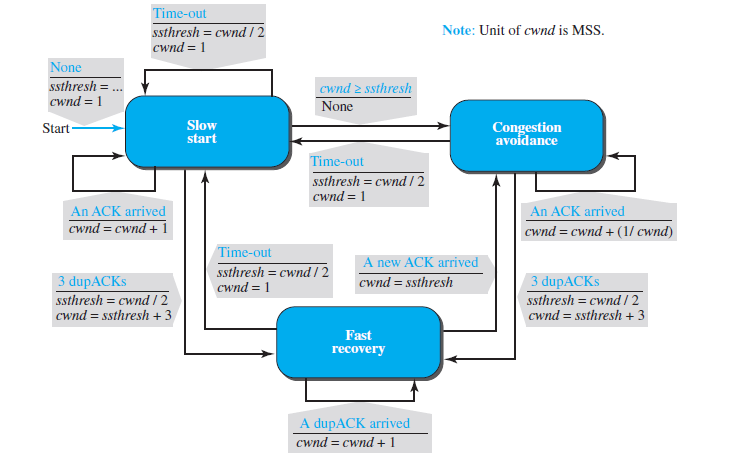 Time-out
ssthresh = cwnd / 2
cwnd = 1
Note: Unit of cwnd is MSS.
None
ssthresh = ...
cwnd = 1
cwnd ≥ ssthresh
None
Start
Slow
start
Congestion
avoidance
Time-out
ssthresh = cwnd / 2
cwnd = 1
An ACK arrived
cwnd = cwnd + 1
An ACK arrived
cwnd = cwnd + (1/ cwnd)
Time-out
ssthresh = cwnd / 2
cwnd = 1
A new ACK arrived
cwnd = ssthresh
3 dupACKs
ssthresh = cwnd / 2
cwnd = ssthresh + 3
3 dupACKs
ssthresh = cwnd / 2
cwnd = ssthresh + 3
Fast
recovery
A dupACK arrived
cwnd = cwnd + 1